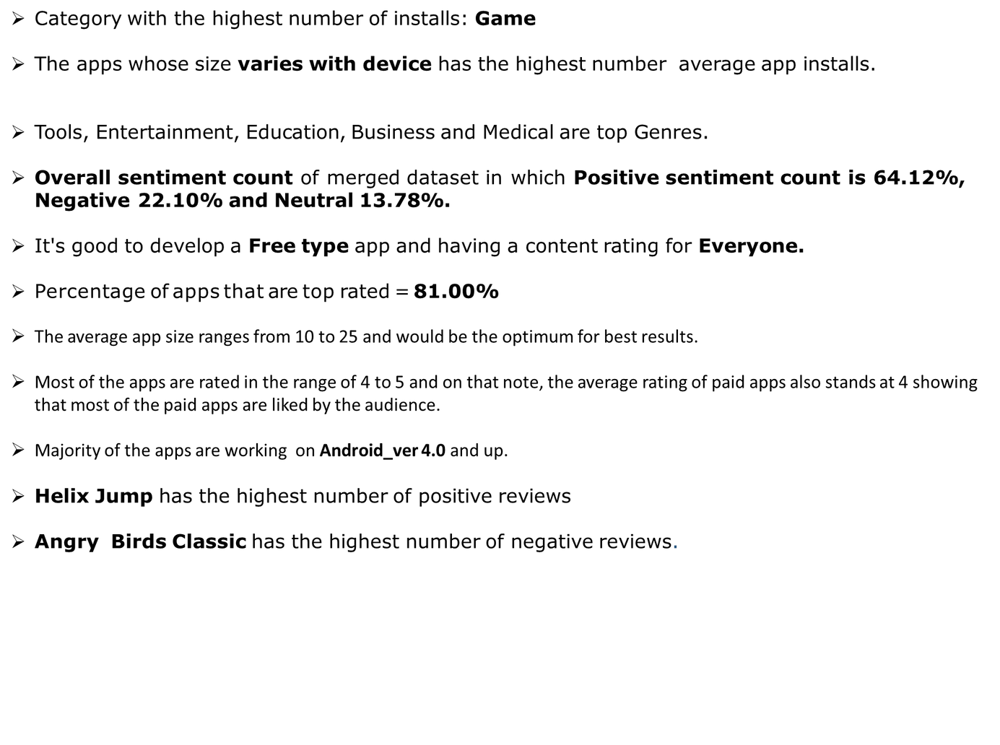 ➢ Category with the highest number of installs: Game
➢ The apps whose size varies with device has the highest number  average app installs.
➢ Tools, Entertainment, Education, Business and Medical are top Genres.
➢ Overall sentiment count of merged dataset in which Positive sentiment count is 64.12%,
Negative 22.10% and Neutral 13.78%.
➢ It's good to develop a Free type app and having a content rating for Everyone.
➢ Percentage of apps that are top rated = 81.00%
➢ The average app size ranges from 10 to 25 and would be the optimum for best results.
➢ Most of the apps are rated in the range of 4 to 5 and on that note, the average rating of paid apps also stands at 4 showing
that most of the paid apps are liked by the audience.
➢ Majority of the apps are working  on Android_ver 4.0 and up.
➢ Helix Jump has the highest number of positive reviews
➢ Angry  Birds Classic has the highest number of negative reviews.